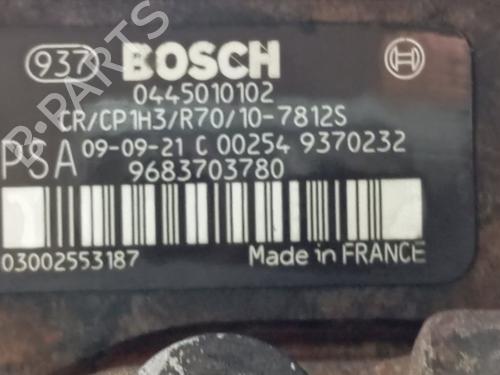 937 BOSCH
0445010102
CR/CP1H3/R70/10-7812S
PSA 09-09-21 C 00254 9370232
9683703780
03002553187 Made in FRANCE